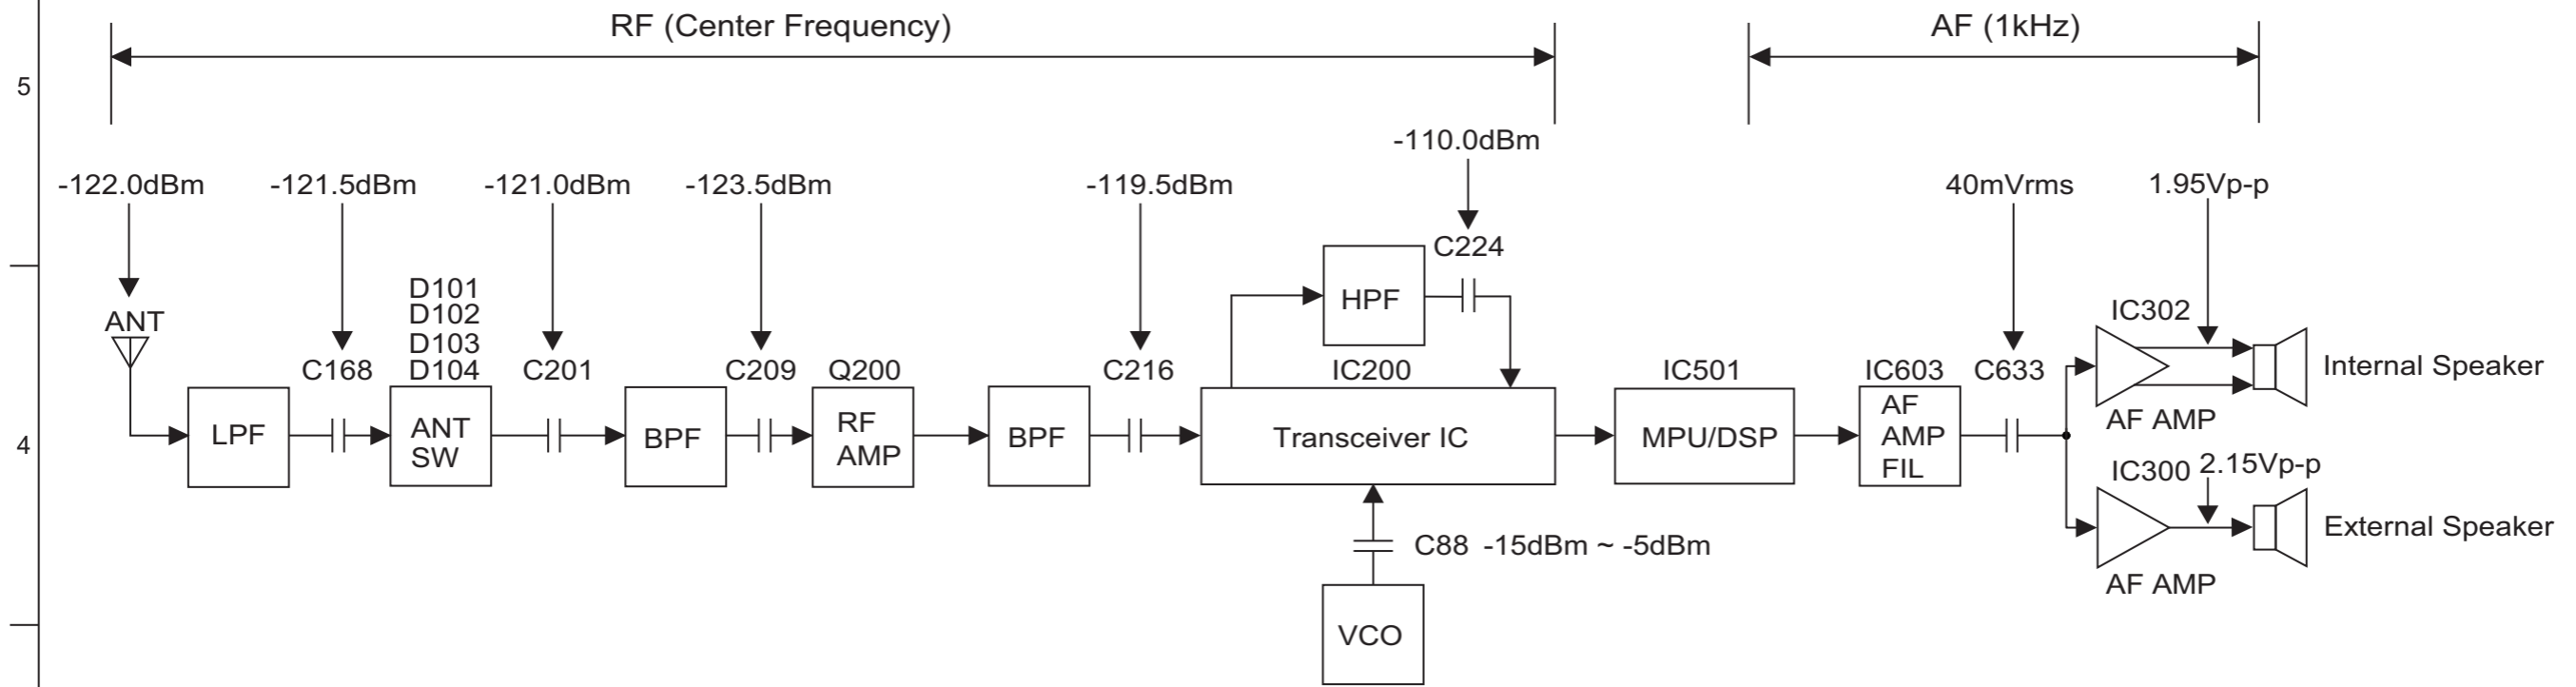 RF (Center Frequency)
AF (1kHz)
5
-110.0dBm
-122.0dBm
-121.5dBm
-121.0dBm
-123.5dBm
-119.5dBm
40mVrms
1.95Vp-p
C224
D101
D102
D103
D104
HPF
IC302
ANT
C168
C201
C209
Q200
C216
IC200
IC501
IC603
C633
Internal Speaker
AF AMP
4
LPF
ANT
SW
BPF
RF
AMP
BPF
Transceiver IC
MPU/DSP
AF
AMP
FIL
IC300
2.15Vp-p
External Speaker
AF AMP
C88 -15dBm ~ -5dBm
VCO